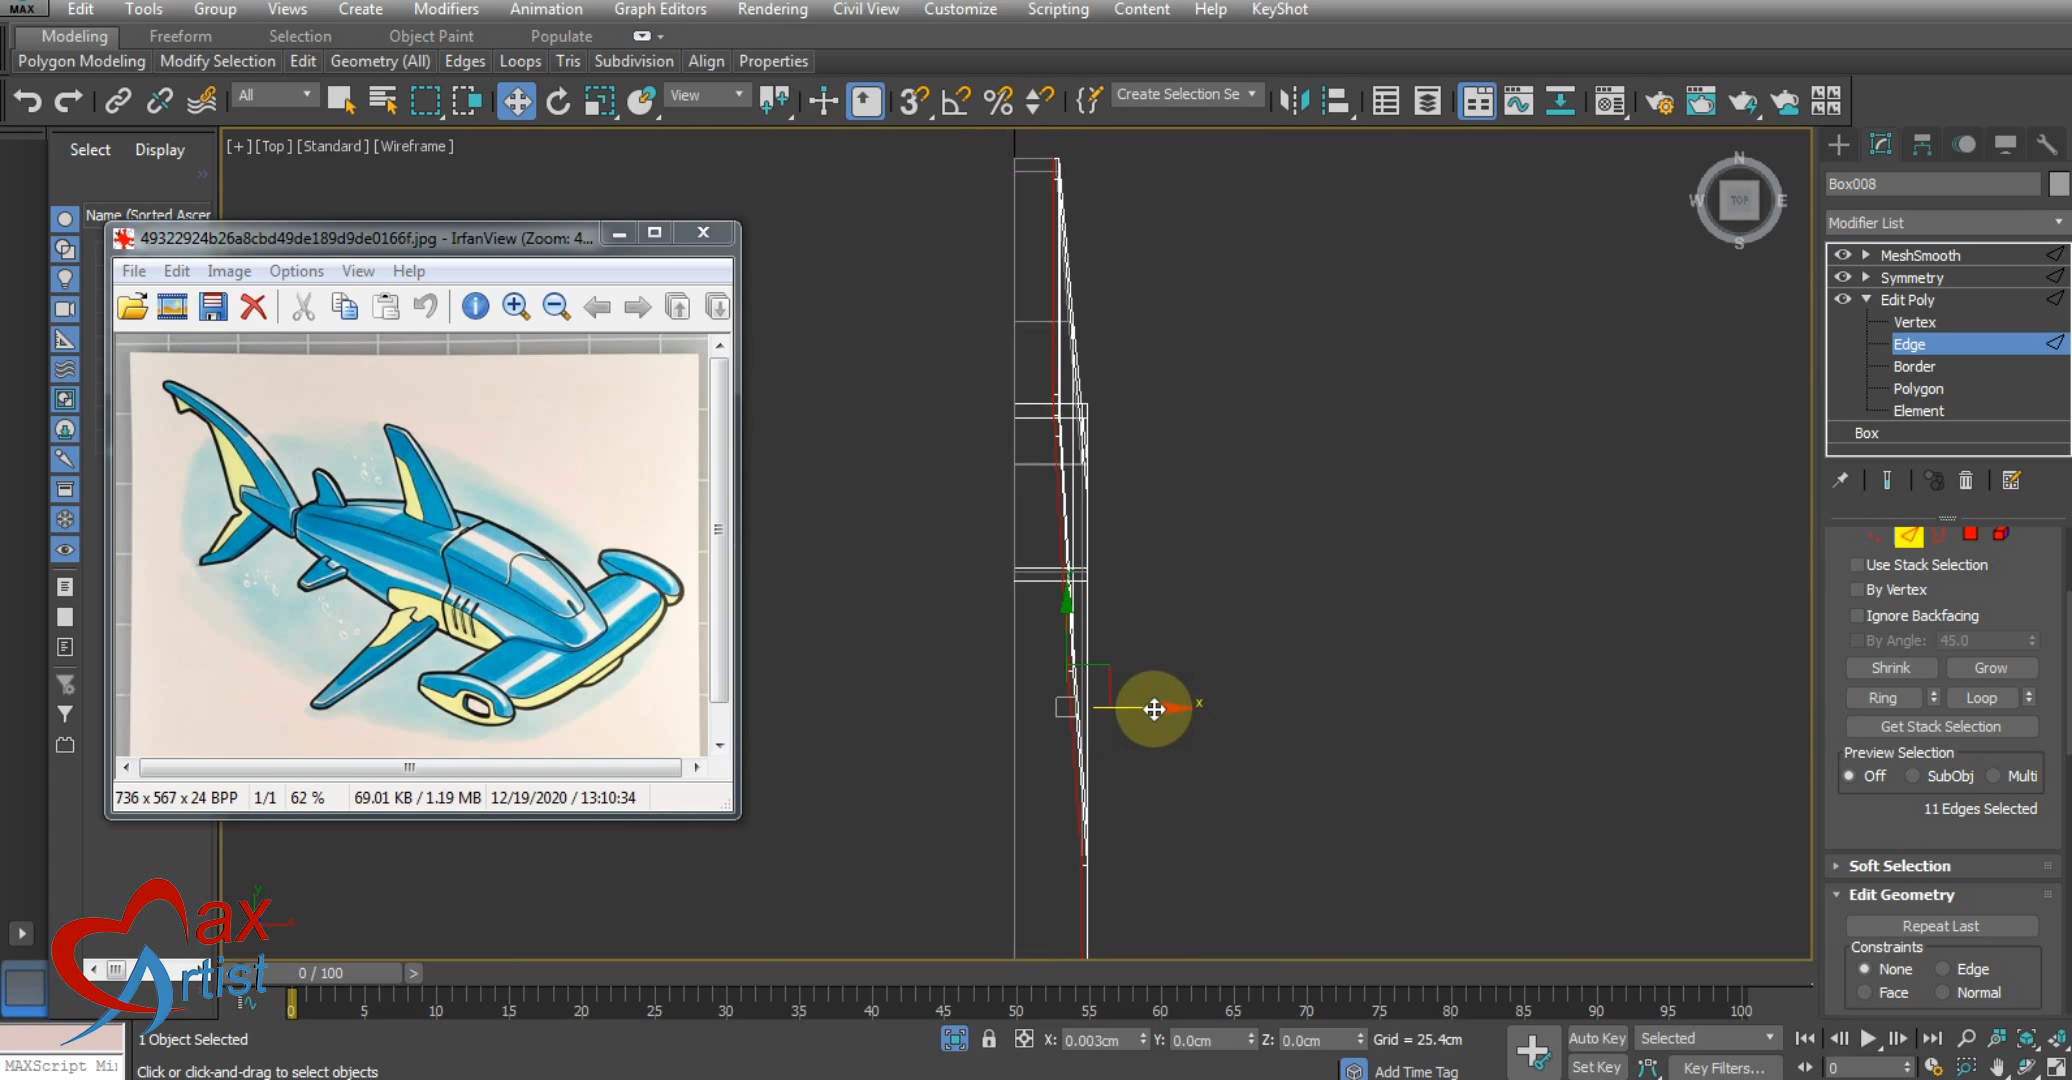 MAX Edit Tools Group Views Create Modifiers Animation Graph Editors Rendering Civil View Customize Scripting Content Help KeyShot
Modeling Freeform Selection Object Paint Populate
Polygon Modeling Modify Selection Edit Geometry (All) Edges Loops Tris Subdivision Align Properties
All View Create Selection Se
Select Display
[+] [Top] [Standard] [Wireframe]
Name (Sorted Ascer
49322924b26a8cbd49de189d9de0166f.jpg - IrfanView (Zoom: 4...
File Edit Image Options View Help
736 x 567 x 24 BPP 1/1 62 % 69.01 KB / 1.19 MB 12/19/2020 / 13:10:34
x
N
W TOP E
S
Box008
Modifier List
MeshSmooth
Symmetry
Edit Poly
Vertex
Edge
Border
Polygon
Element
Box
Use Stack Selection
By Vertex
Ignore Backfacing
By Angle: 45.0
Shrink Grow
Ring Loop
Get Stack Selection
Preview Selection
Off SubObj Multi
11 Edges Selected
Soft Selection
Edit Geometry
Repeat Last
Constraints
None Edge
Face Normal
y
Max
Artist
0 / 100 >
0 5 10 15 20 25 30 35 40 45 50 55 60 65 70 75 80 85 90 95 100
1 Object Selected X: 0.003cm Y: 0.0cm Z: 0.0cm Grid = 25.4cm Auto Key Selected
MAXScript Mi
Click or click-and-drag to select objects Add Time Tag Set Key Key Filters... 0